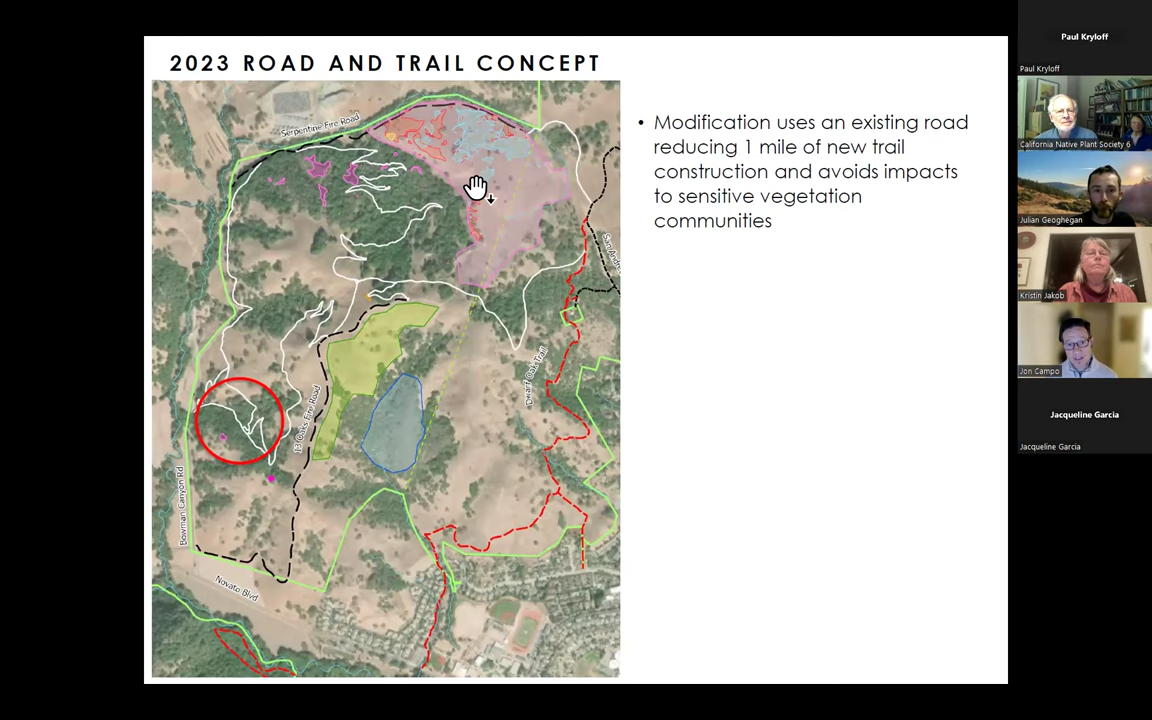 2023 ROAD AND TRAIL CONCEPT
Serpentine Fire Road
13 Oaks Fire Road
Dwarf Oak Trail
Bowman Canyon Rd
Novato Blvd
• Modification uses an existing road
reducing 1 mile of new trail
construction and avoids impacts
to sensitive vegetation
communities
Paul Kryloff
Paul Kryloff
California Native Plant Society 6
Julian Geoghegan
Kristin Jakob
Jon Campo
Jacqueline Garcia
Jacqueline Garcia